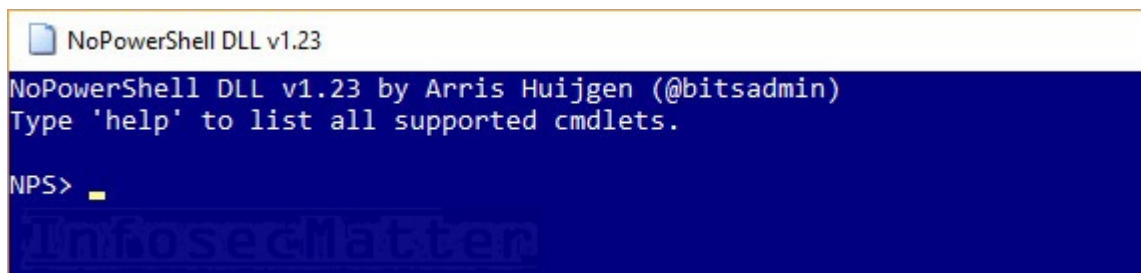 NoPowerShell DLL v1.23
NoPowerShell DLL v1.23 by Arris Huijgen (@bitsadmin)
Type 'help' to list all supported cmdlets.
NPS> _
InfosecMatter